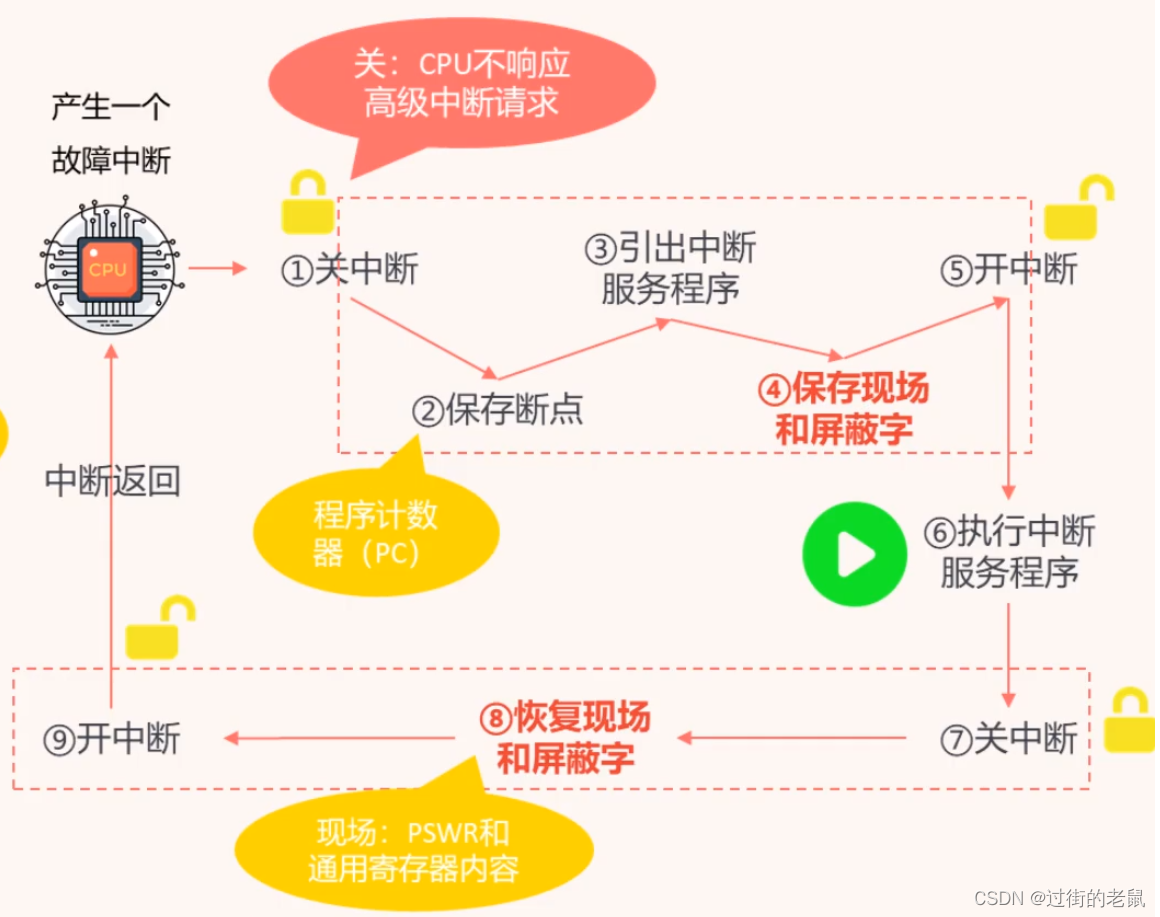 关：CPU不响应
高级中断请求
产生一个
故障中断
CPU
①关中断
③引出中断
服务程序
⑤开中断
②保存断点
④保存现场
和屏蔽字
中断返回
程序计数
器（PC）
⑥执行中断
服务程序
⑨开中断
⑧恢复现场
和屏蔽字
⑦关中断
现场：PSWR和
通用寄存器内容
CSDN @过街的老鼠